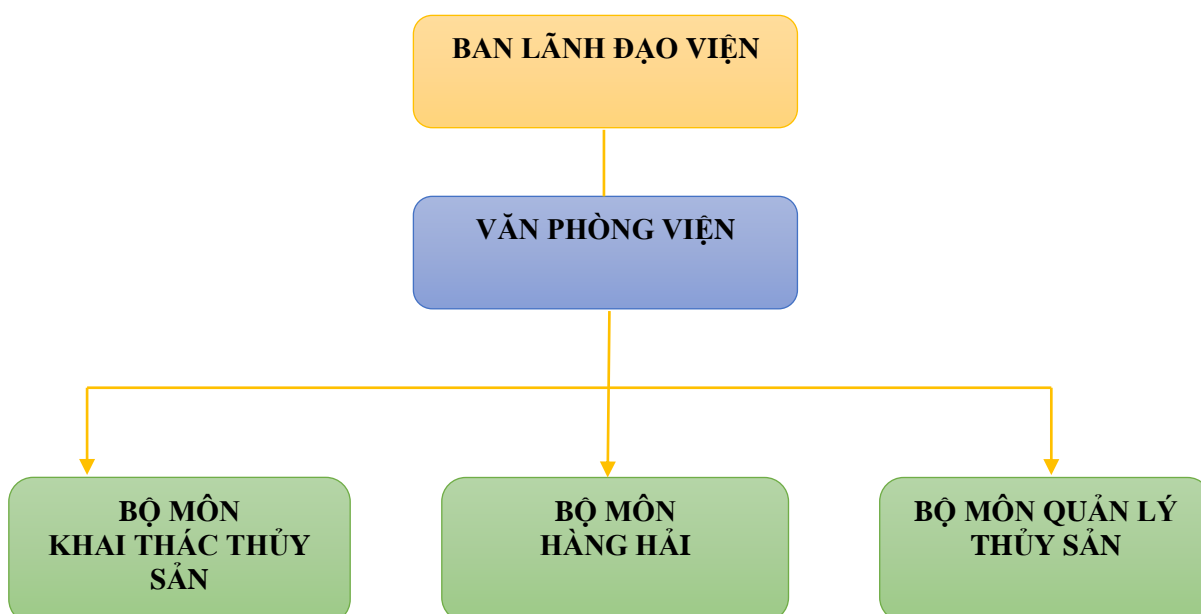 BAN LÃNH ĐẠO VIỆN
VĂN PHÒNG VIỆN
BỘ MÔN
KHAI THÁC THỦY
SẢN
BỘ MÔN
HÀNG HẢI
BỘ MÔN QUẢN LÝ
THỦY SẢN